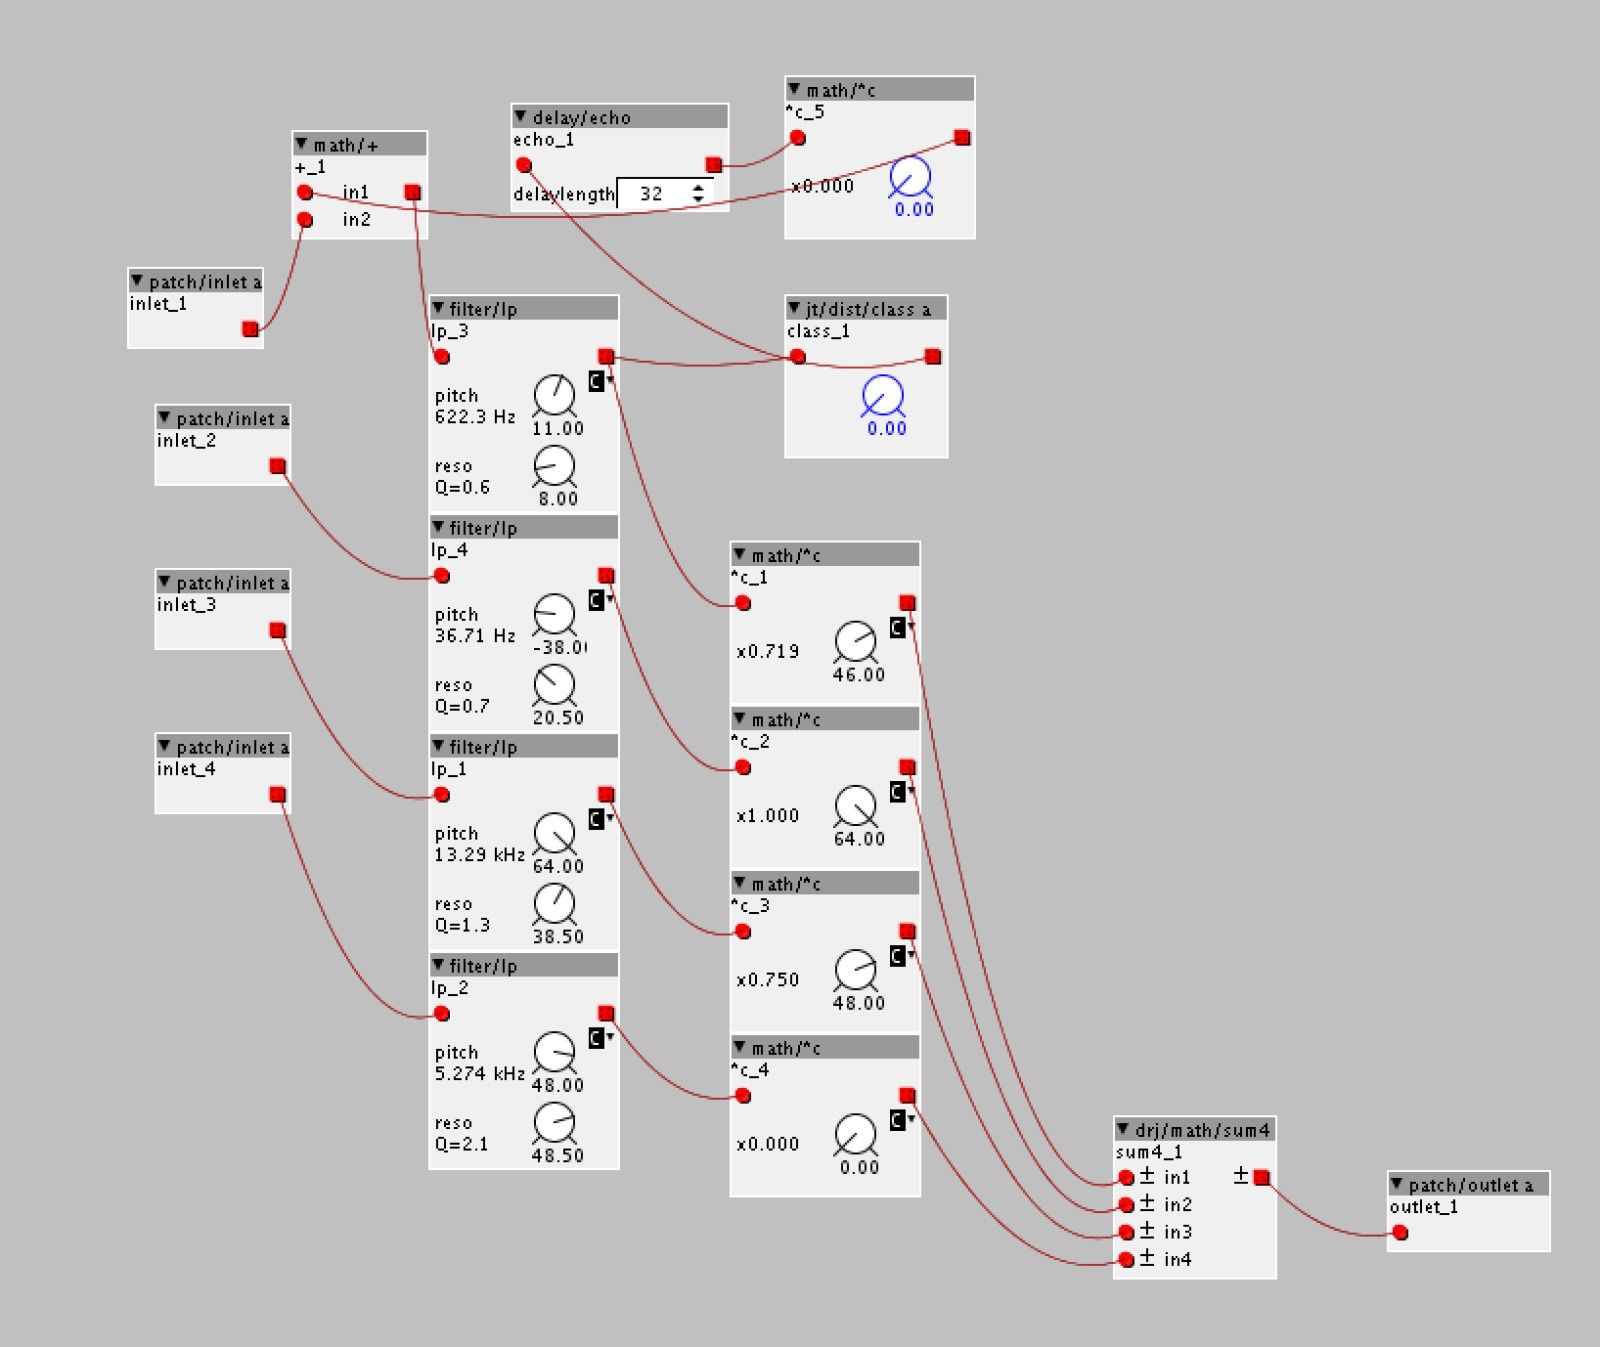 math/*c
*c_5
x0.000
0.00
delay/echo
echo_1
delaylength 32
math/+
+_1
in1
in2
patch/inlet a
inlet_1
filter/lp
lp_3
C
pitch
622.3 Hz
11.00
reso
Q=0.6
8.00
jt/dist/class a
class_1
0.00
patch/inlet a
inlet_2
filter/lp
lp_4
C
pitch
36.71 Hz
-38.0
reso
Q=0.7
20.50
math/*c
*c_1
C
x0.719
46.00
patch/inlet a
inlet_3
math/*c
*c_2
C
x1.000
64.00
patch/inlet a
inlet_4
filter/lp
lp_1
C
pitch
13.29 kHz
64.00
reso
Q=1.3
38.50
math/*c
*c_3
C
x0.750
48.00
filter/lp
lp_2
C
pitch
5.274 kHz
48.00
reso
Q=2.1
48.50
math/*c
*c_4
C
x0.000
0.00
drj/math/sum4
sum4_1
± in1 ±
± in2
± in3
± in4
patch/outlet a
outlet_1